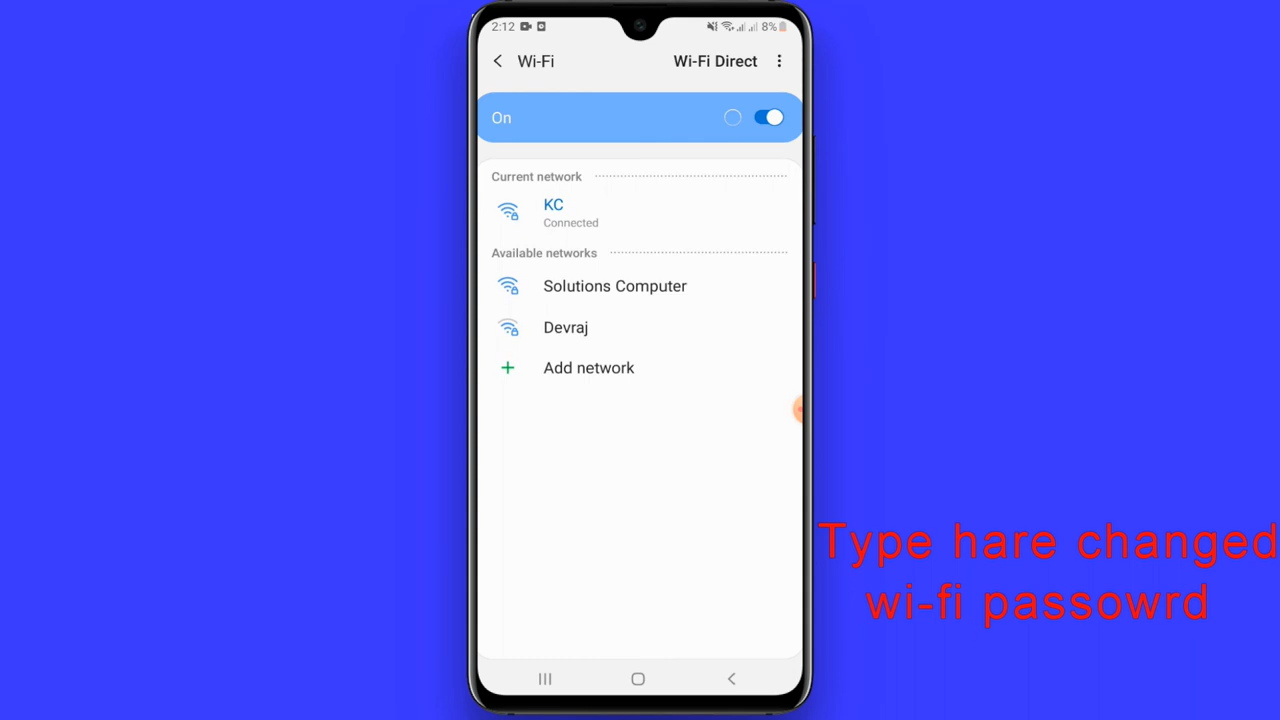 2:12 8%
Wi-Fi Wi-Fi Direct
On
Current network
KC
Connected
Available networks
Solutions Computer
Devraj
Add network
Type hare changed
wi-fi passowrd